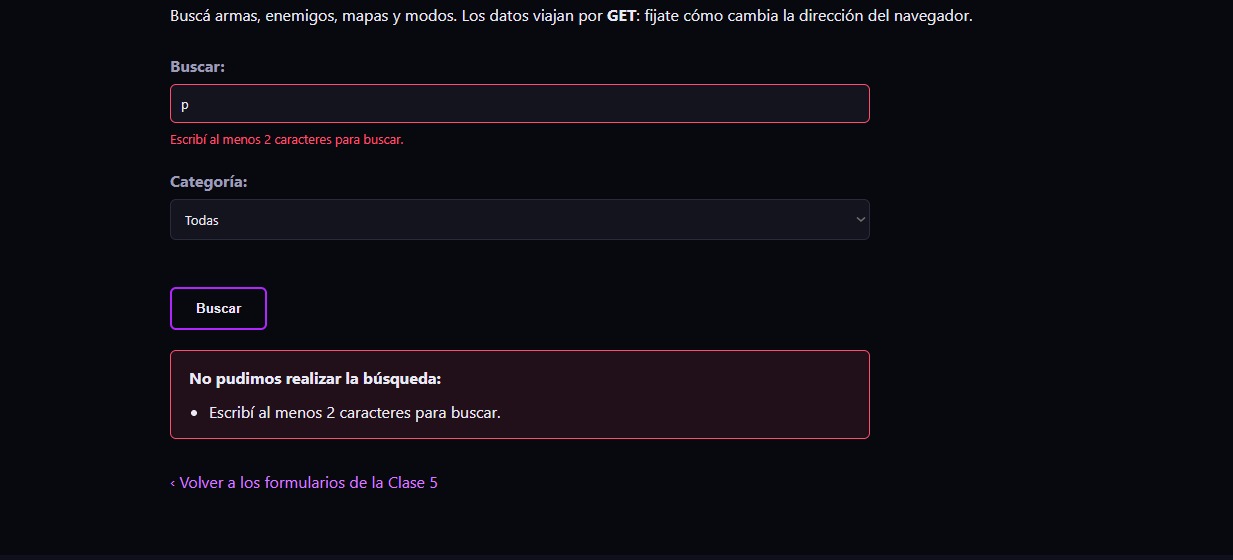 Buscá armas, enemigos, mapas y modos. Los datos viajan por GET: fijate cómo cambia la dirección del navegador.
Buscar:
p
Escribí al menos 2 caracteres para buscar.
Categoría:
Todas
Buscar
No pudimos realizar la búsqueda:
• Escribí al menos 2 caracteres para buscar.
‹ Volver a los formularios de la Clase 5